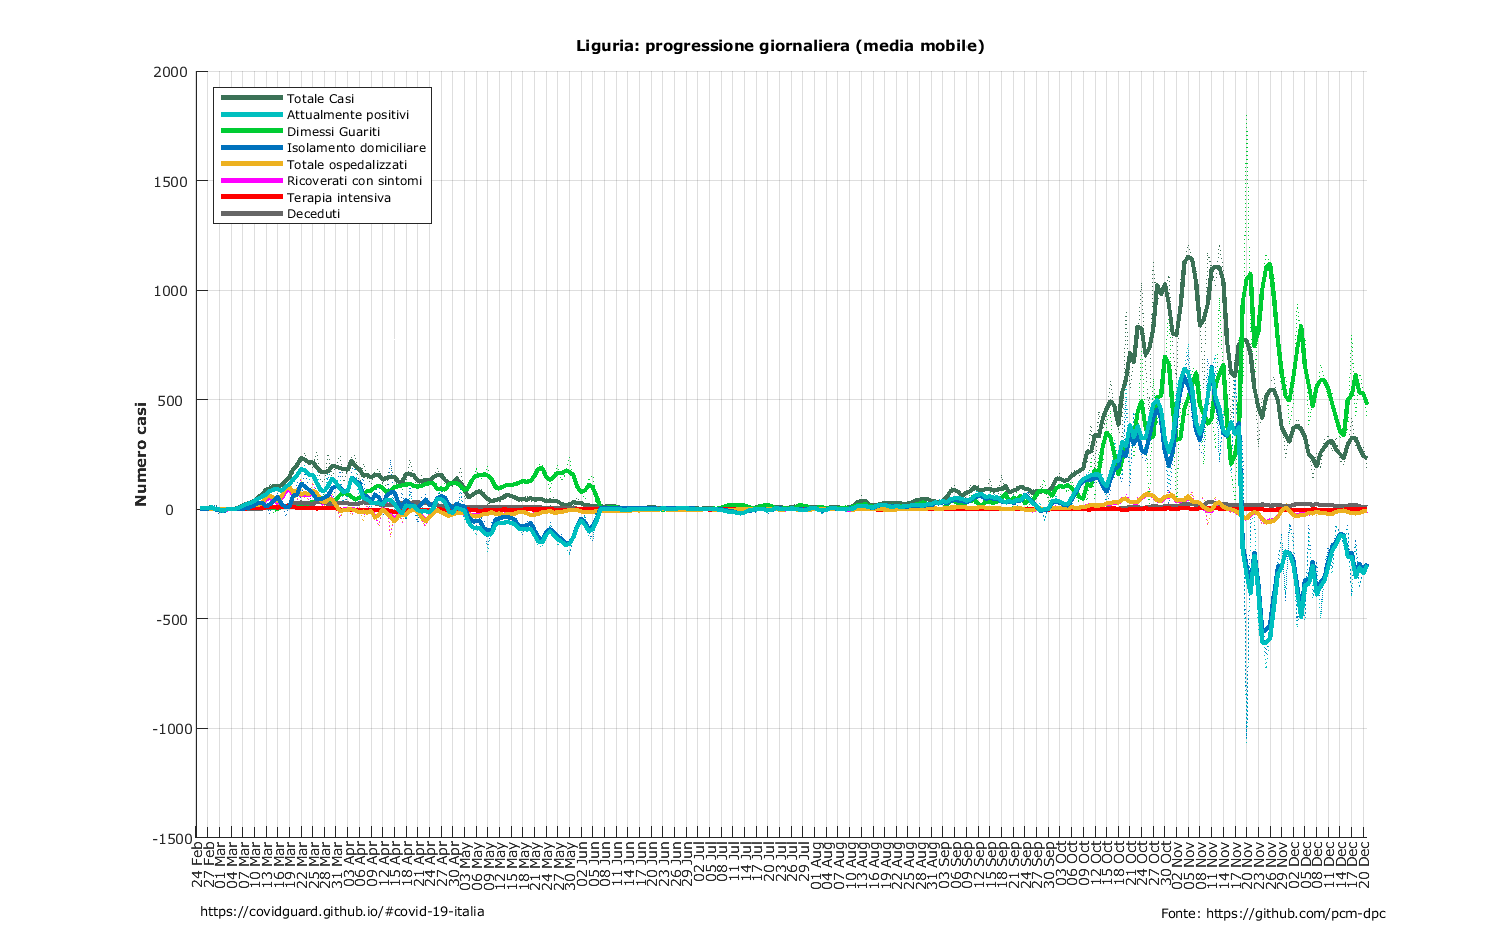 Liguria: progressione giornaliera (media mobile)
2000
1500
1000
500
0
-500
-1000
-1500
Numero casi
Totale Casi
Attualmente positivi
Dimessi Guariti
Isolamento domiciliare
Totale ospedalizzati
Ricoverati con sintomi
Terapia intensiva
Deceduti
24 Feb
27 Feb
01 Mar
04 Mar
07 Mar
10 Mar
13 Mar
16 Mar
19 Mar
22 Mar
25 Mar
28 Mar
31 Mar
03 Apr
06 Apr
09 Apr
12 Apr
15 Apr
18 Apr
21 Apr
24 Apr
27 Apr
30 Apr
03 May
06 May
09 May
12 May
15 May
18 May
21 May
24 May
27 May
30 May
02 Jun
05 Jun
08 Jun
11 Jun
14 Jun
17 Jun
20 Jun
23 Jun
26 Jun
29 Jun
02 Jul
05 Jul
08 Jul
11 Jul
14 Jul
17 Jul
20 Jul
23 Jul
26 Jul
29 Jul
01 Aug
04 Aug
07 Aug
10 Aug
13 Aug
16 Aug
19 Aug
22 Aug
25 Aug
28 Aug
31 Aug
03 Sep
06 Sep
09 Sep
12 Sep
15 Sep
18 Sep
21 Sep
24 Sep
27 Sep
30 Sep
03 Oct
06 Oct
09 Oct
12 Oct
15 Oct
18 Oct
21 Oct
24 Oct
27 Oct
30 Oct
02 Nov
05 Nov
08 Nov
11 Nov
14 Nov
17 Nov
20 Nov
23 Nov
26 Nov
29 Nov
02 Dec
05 Dec
08 Dec
11 Dec
14 Dec
17 Dec
20 Dec
https://covidguard.github.io/#covid-19-italia
Fonte: https://github.com/pcm-dpc